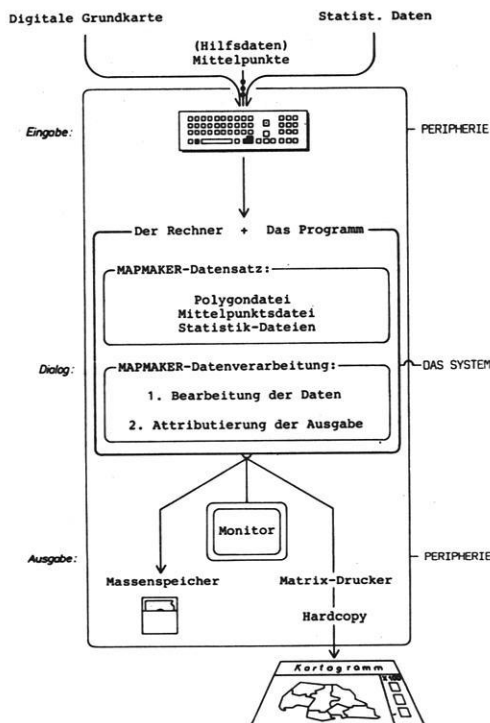 Digitale Grundkarte
Statist. Daten
(Hilfsdaten)
Mittelpunkte
Eingabe:
PERIPHERIE
Der Rechner + Das Programm
MAPMAKER-Datensatz:
Polygondatei
Mittelpunktsdatei
Statistik-Dateien
Dialog:
MAPMAKER-Datenverarbeitung:
DAS SYSTEM
1. Bearbeitung der Daten
2. Attributierung der Ausgabe
Monitor
Ausgabe:
PERIPHERIE
Massenspeicher
Matrix-Drucker
Hardcopy
Kartogramm
X 100